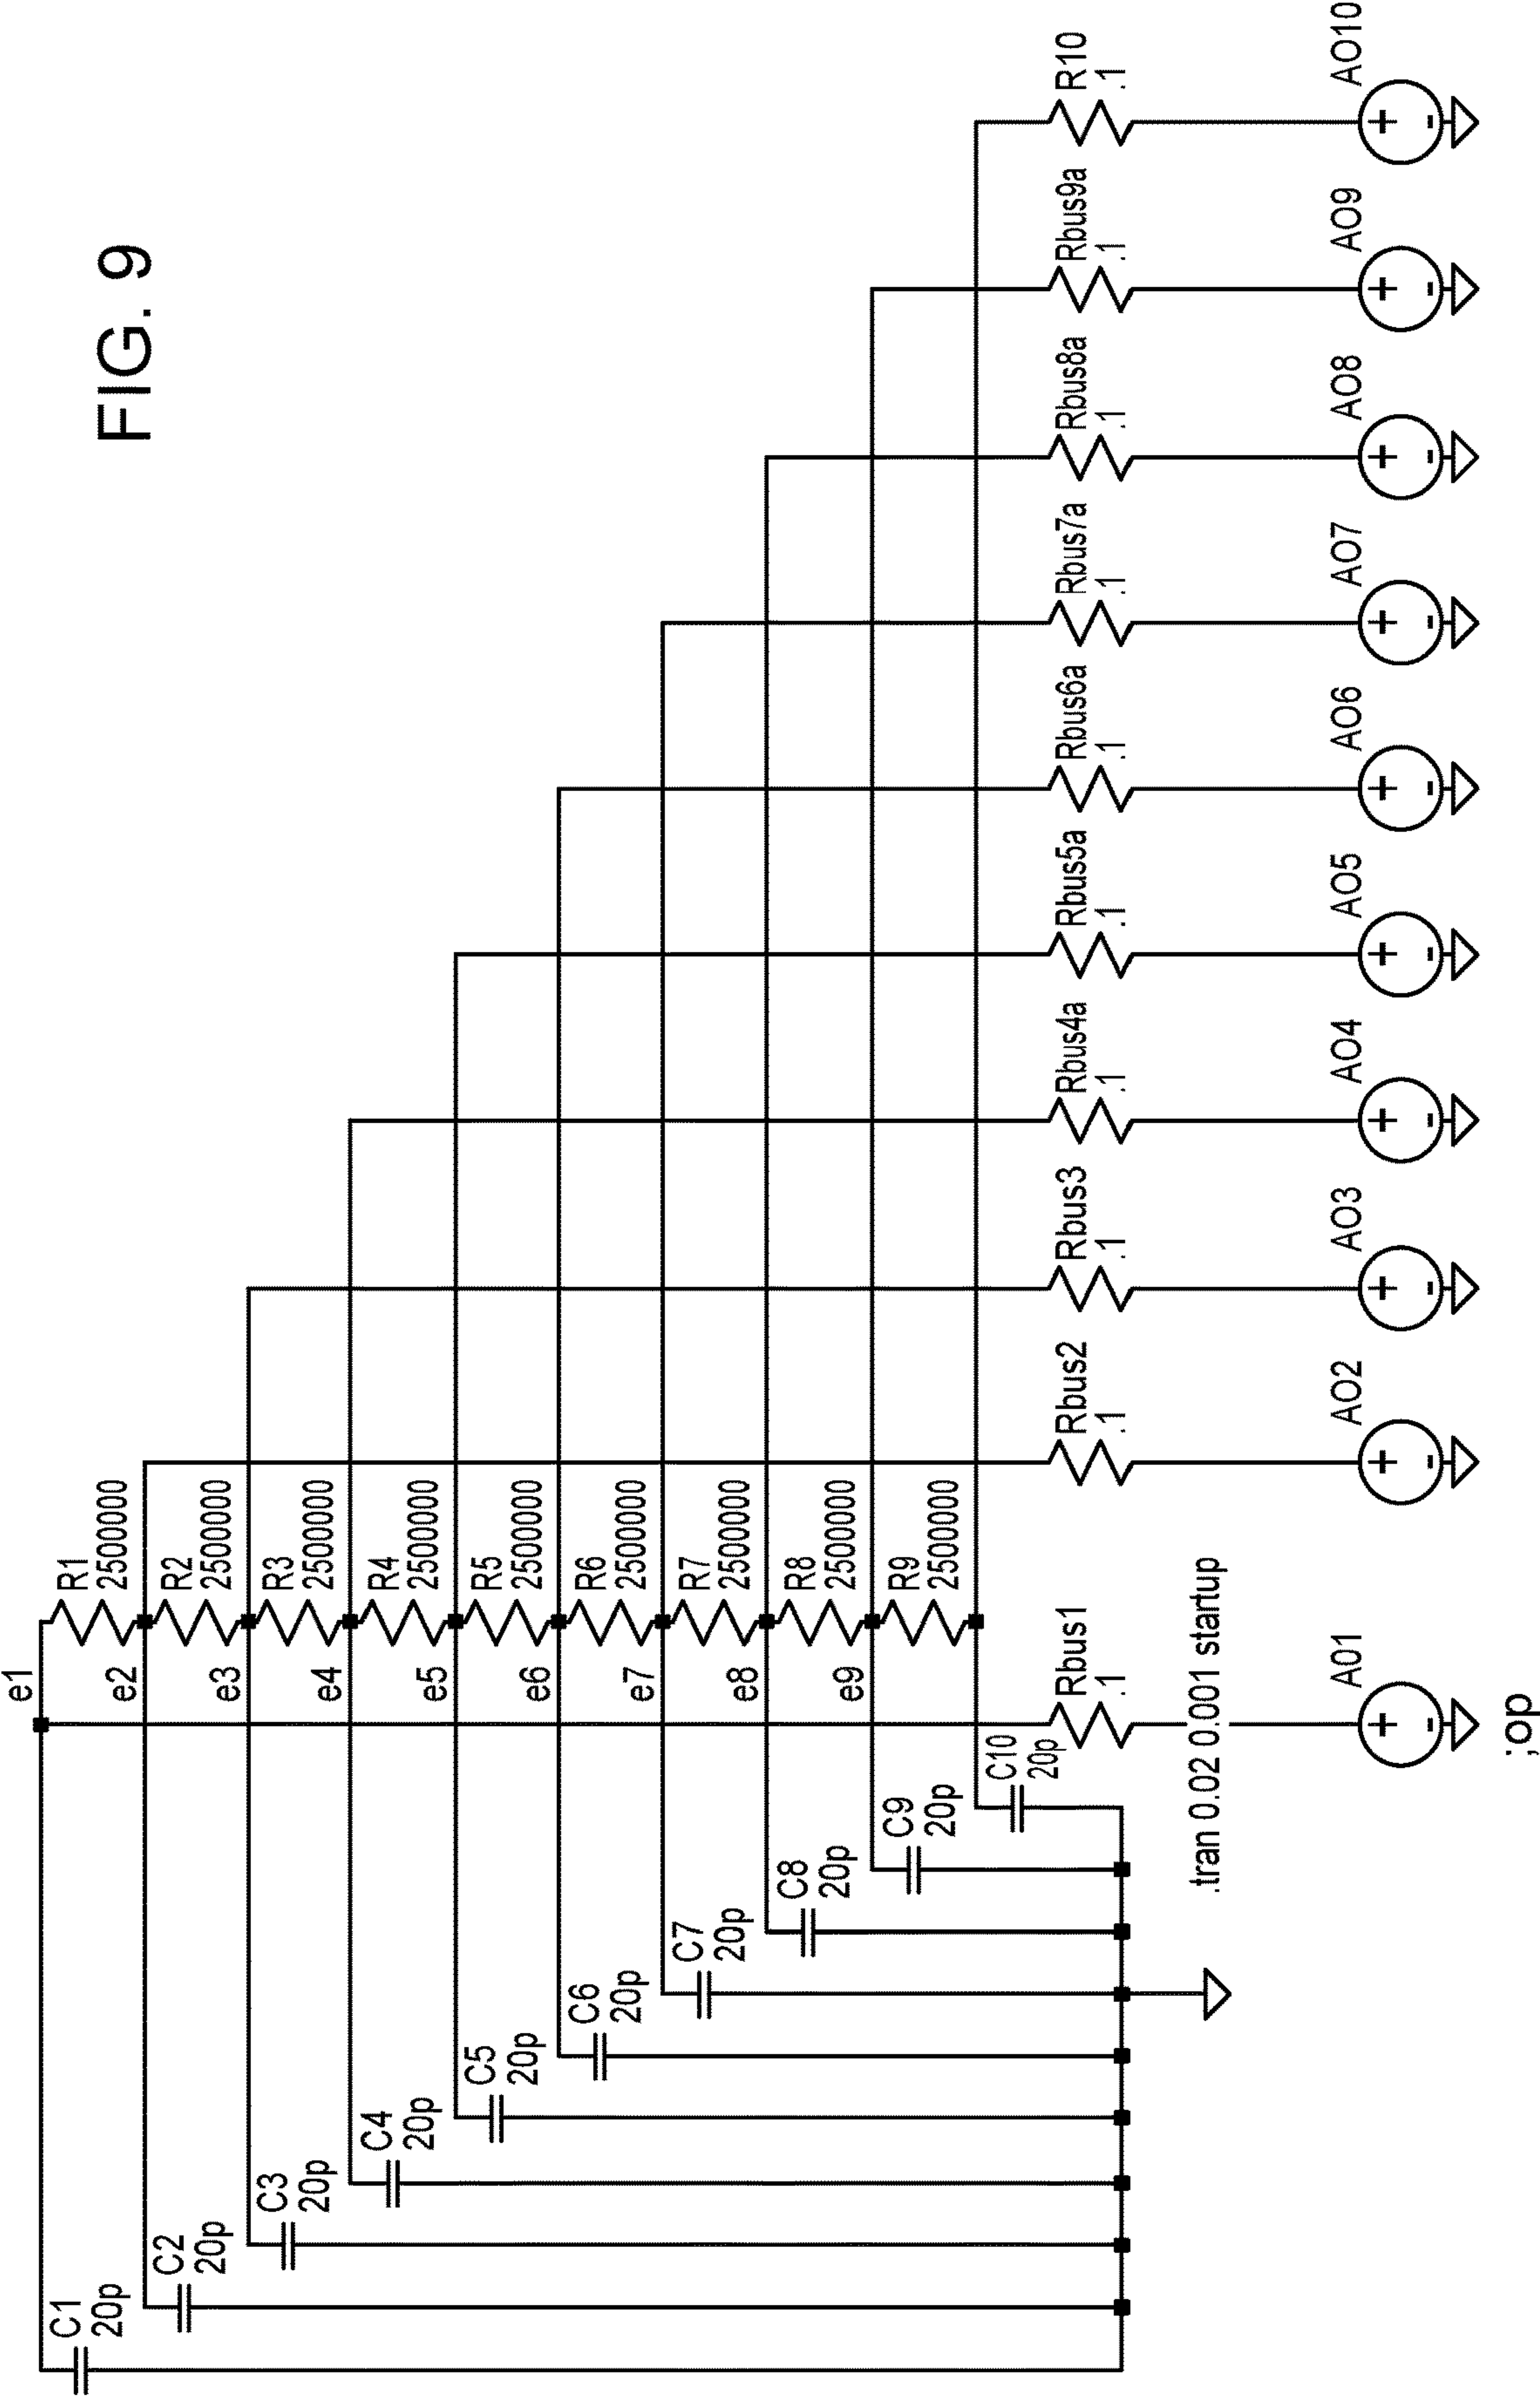 FIG. 9
e1
R1
2500000
e2
R2
2500000
e3
R3
2500000
e4
R4
2500000
e5
R5
2500000
e6
R6
2500000
e7
R7
2500000
e8
R8
2500000
e9
R9
2500000
C1
20p
C2
20p
C3
20p
C4
20p
C5
20p
C6
20p
C7
20p
C8
20p
C9
20p
C10
20p
Rbus1
.1
Rbus2
.1
Rbus3
.1
Rbus4a
.1
Rbus5a
.1
Rbus6a
.1
Rbus7a
.1
Rbus8a
.1
Rbus9a
.1
R10
.1
.tran 0.02 0.001 startup
A01
+
-
AO2
+
-
AO3
+
-
AO4
+
-
AO5
+
-
AO6
+
-
AO7
+
-
AO8
+
-
AO9
+
-
AO10
+
-
;op